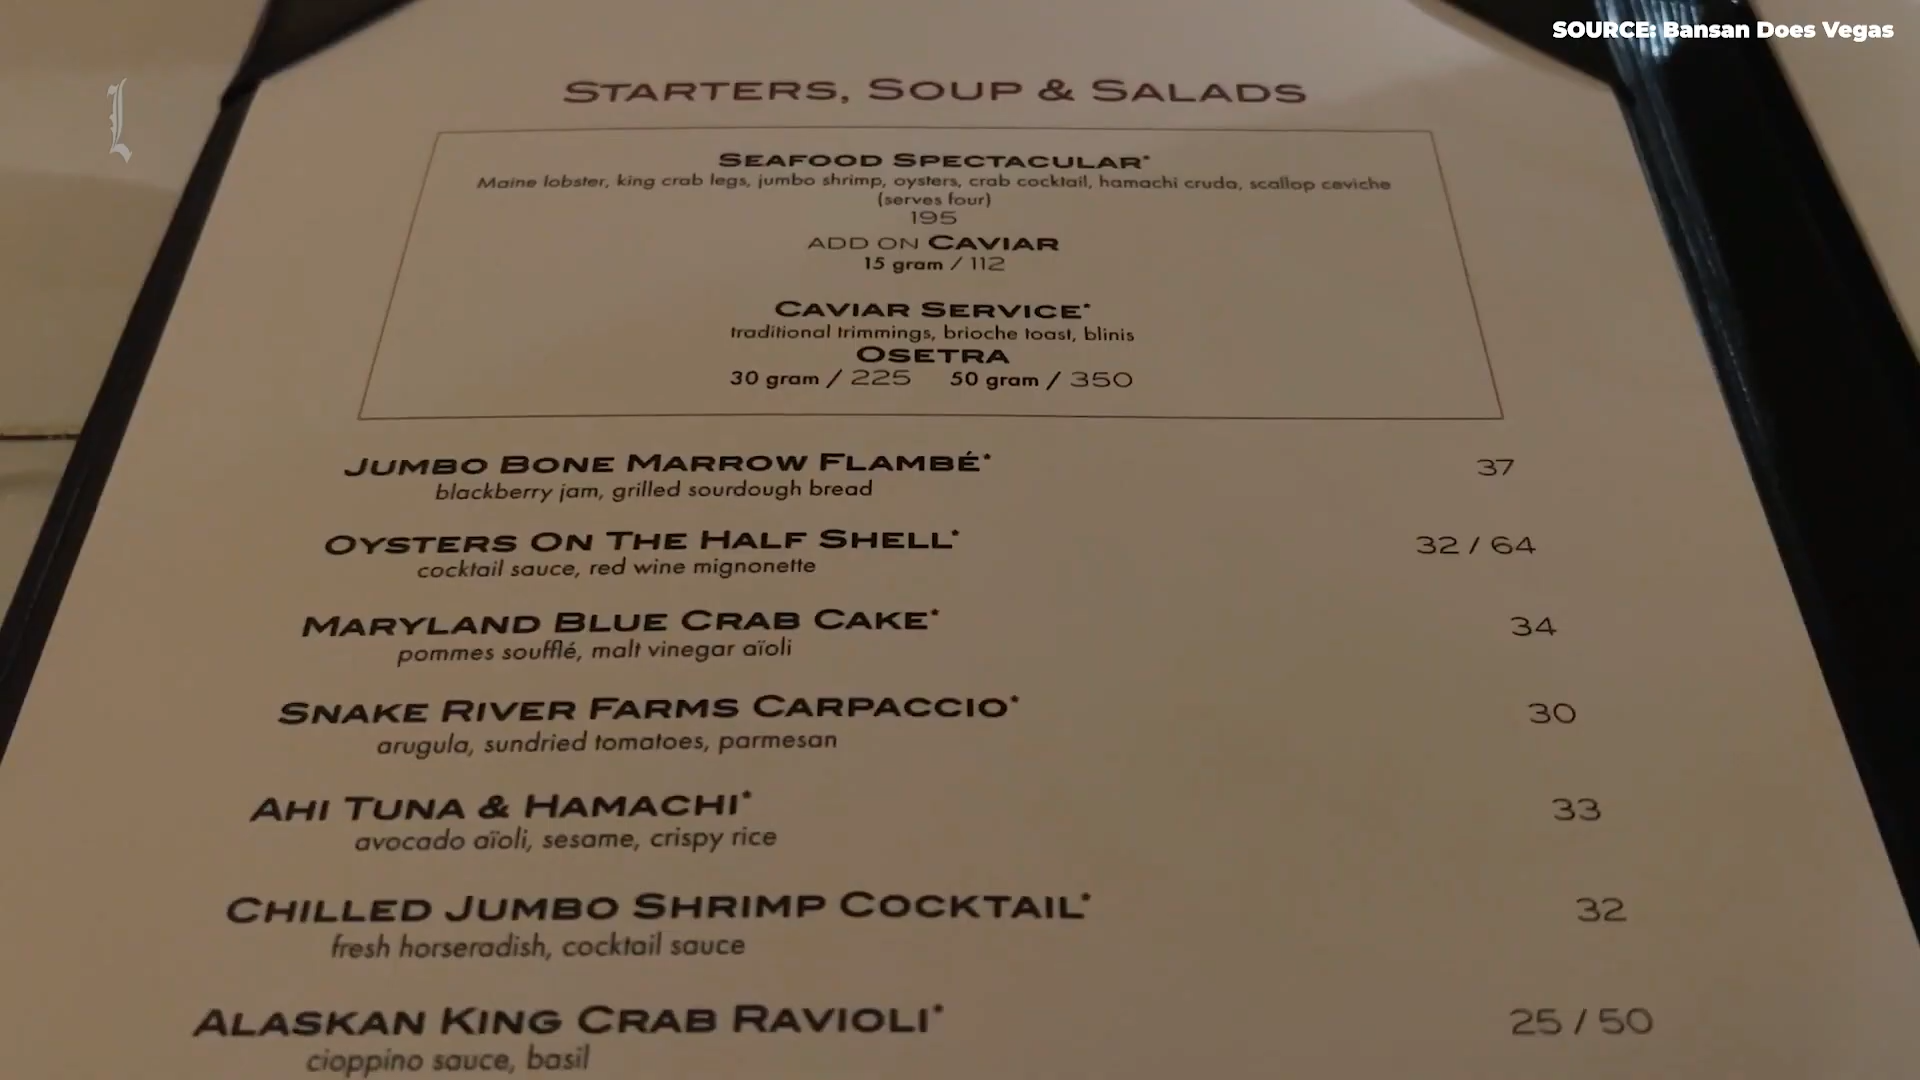 SOURCE: Bansan Does Vegas
L
STARTERS, SOUP & SALADS
SEAFOOD SPECTACULAR*
Maine lobster, king crab legs, jumbo shrimp, oysters, crab cocktail, hamachi crudo, scallop ceviche
(serves four)
195
ADD ON CAVIAR
15 gram / 112
CAVIAR SERVICE*
traditional trimmings, brioche toast, blinis
OSETRA
30 gram / 225 50 gram / 350
JUMBO BONE MARROW FLAMBÉ* 37
blackberry jam, grilled sourdough bread
OYSTERS ON THE HALF SHELL* 32 / 64
cocktail sauce, red wine mignonette
MARYLAND BLUE CRAB CAKE* 34
pommes soufflé, malt vinegar aïoli
SNAKE RIVER FARMS CARPACCIO* 30
arugula, sundried tomatoes, parmesan
AHI TUNA & HAMACHI* 33
avocado aïoli, sesame, crispy rice
CHILLED JUMBO SHRIMP COCKTAIL* 32
fresh horseradish, cocktail sauce
ALASKAN KING CRAB RAVIOLI* 25 / 50
cioppino sauce, basil